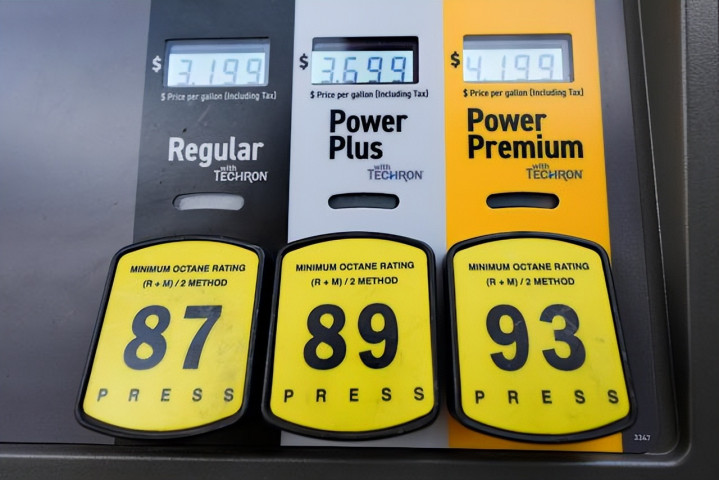 $ 3.199
$ Price per gallon (Including Tax)
Regular
with
TECHRON
MINIMUM OCTANE RATING
(R + M) / 2 METHOD
87
PRESS
$ 3.699
$ Price per gallon (Including Tax)
Power
Plus
with
TECHRON
MINIMUM OCTANE RATING
(R + M) / 2 METHOD
89
PRESS
$ 4.199
$ Price per gallon (Including Tax)
Power
Premium
with
TECHRON
MINIMUM OCTANE RATING
(R + M) / 2 METHOD
93
PRESS
3347